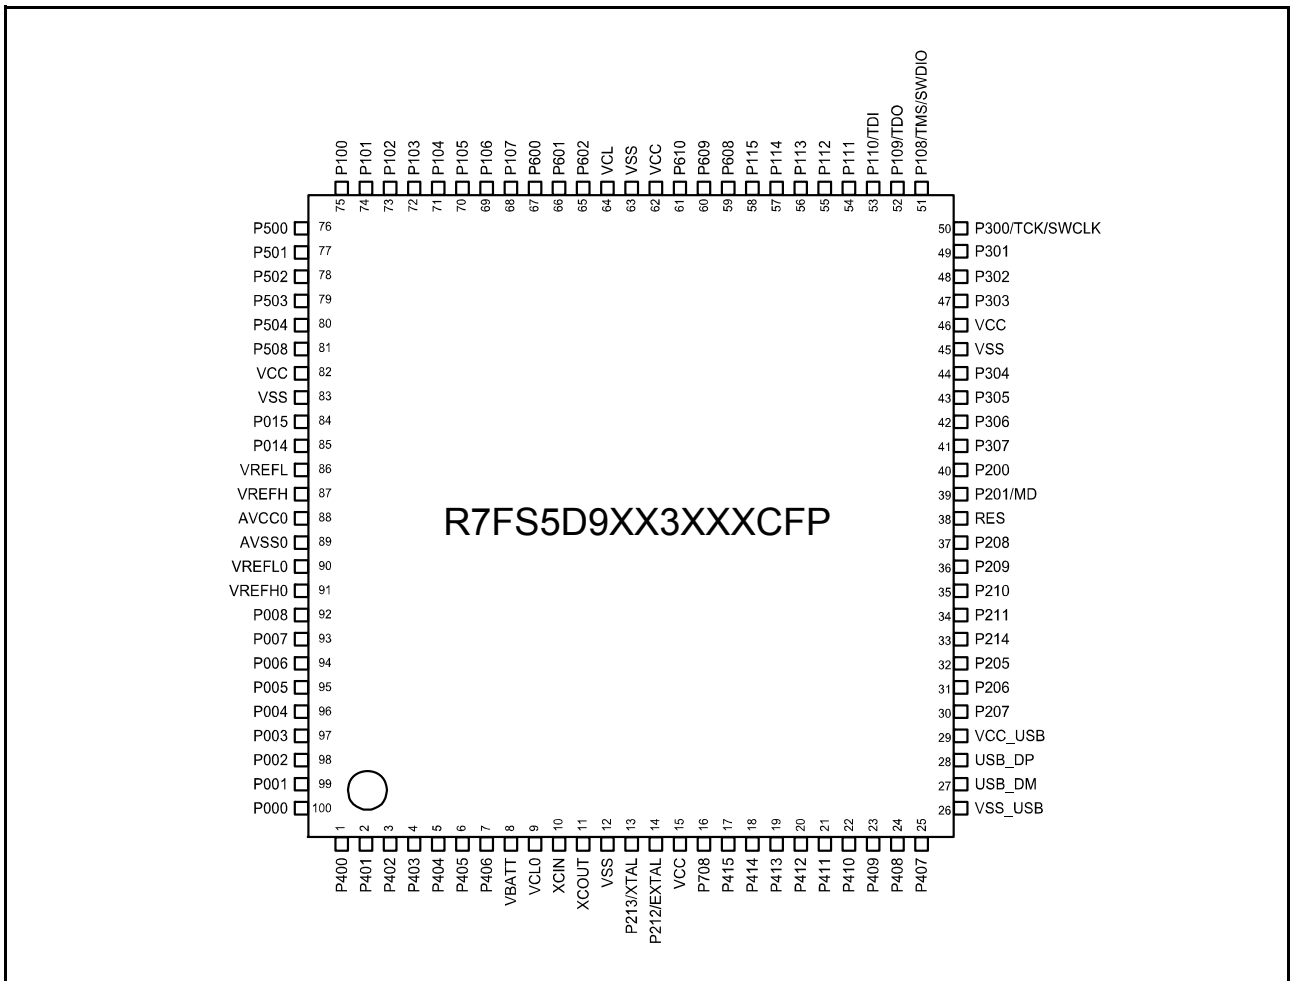 P100 P101 P102 P103 P104 P105 P106 P107 P600 P601 P602 VCL VSS VCC P610 P609 P608 P115 P114 P113 P112 P111 P110/TDI P109/TDO P108/TMS/SWDIO
75 74 73 72 71 70 69 68 67 66 65 64 63 62 61 60 59 58 57 56 55 54 53 52 51
P500 76 50 P300/TCK/SWCLK
P501 77 49 P301
P502 78 48 P302
P503 79 47 P303
P504 80 46 VCC
P508 81 45 VSS
VCC 82 44 P304
VSS 83 43 P305
P015 84 42 P306
P014 85 41 P307
VREFL 86 40 P200
VREFH 87 39 P201/MD
AVCC0 88 38 RES
R7FS5D9XX3XXXCFP
AVSS0 89 37 P208
VREFL0 90 36 P209
VREFH0 91 35 P210
P008 92 34 P211
P007 93 33 P214
P006 94 32 P205
P005 95 31 P206
P004 96 30 P207
P003 97 29 VCC_USB
P002 98 28 USB_DP
P001 99 27 USB_DM
P000 100 26 VSS_USB
1 2 3 4 5 6 7 8 9 10 11 12 13 14 15 16 17 18 19 20 21 22 23 24 25
P400 P401 P402 P403 P404 P405 P406 VBATT VCL0 XCIN XCOUT VSS P213/XTAL P212/EXTAL VCC P708 P415 P414 P413 P412 P411 P410 P409 P408 P407